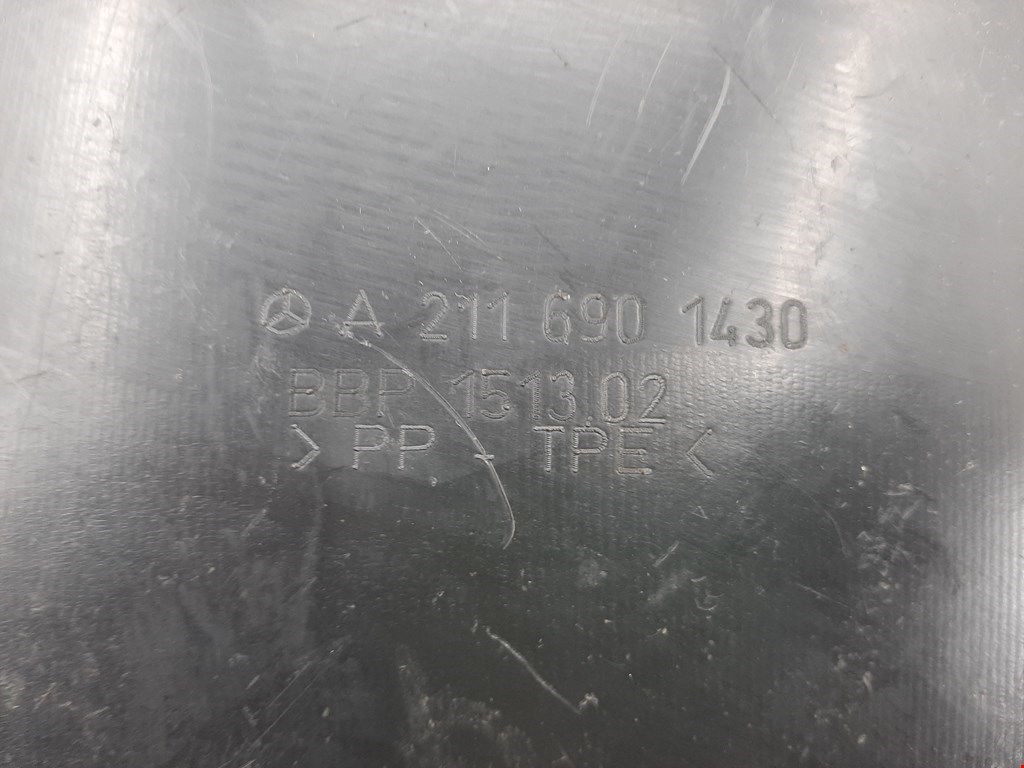 A 211 690 1430
BBP 1513.02
> PP - TPE <